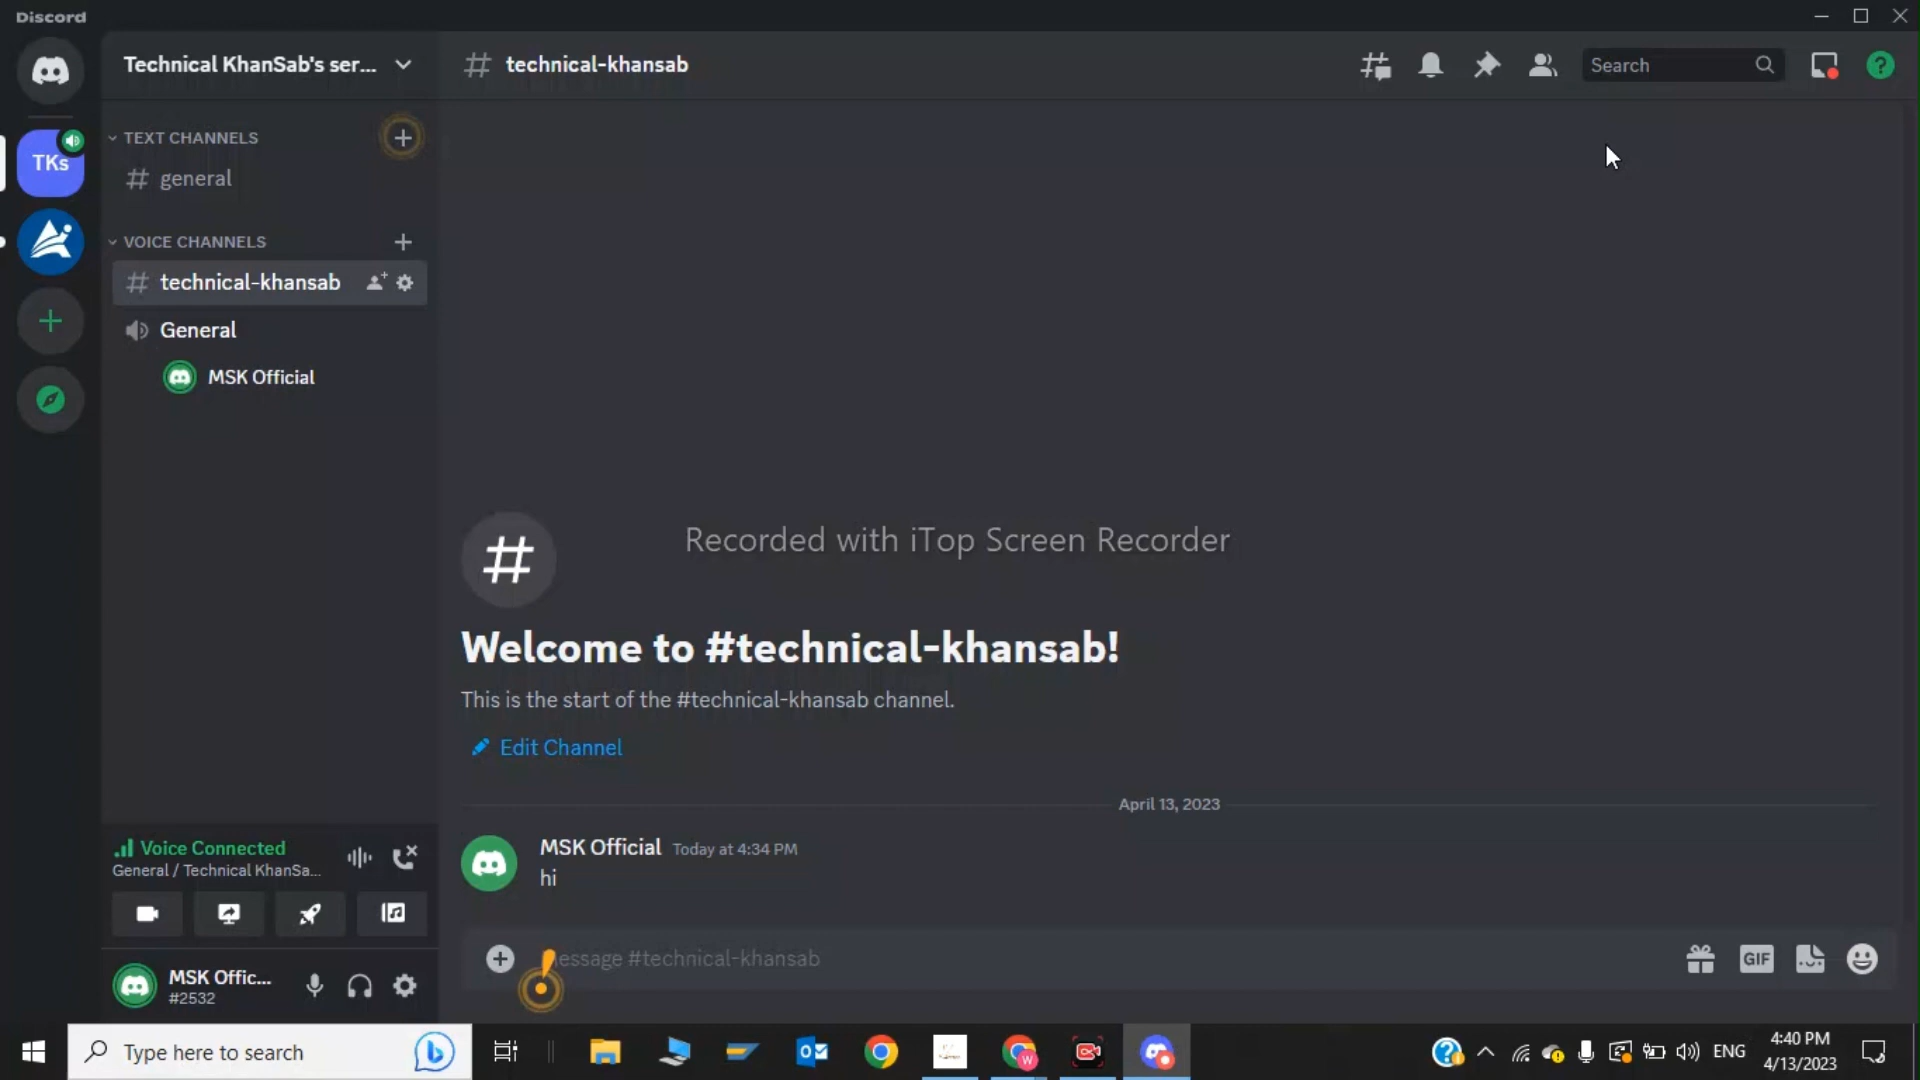 Discord
Technical KhanSab's ser...
technical-khansab
Search
TEXT CHANNELS
general
TKs
VOICE CHANNELS
technical-khansab
General
MSK Official
Recorded with iTop Screen Recorder
Welcome to #technical-khansab!
This is the start of the #technical-khansab channel.
Edit Channel
April 13, 2023
MSK Official Today at 4:34 PM
hi
Voice Connected
General / Technical KhanSa...
essage #technical-khansab
GIF
MSK Offic...
#2532
Type here to search
ENG
4:40 PM
4/13/2023